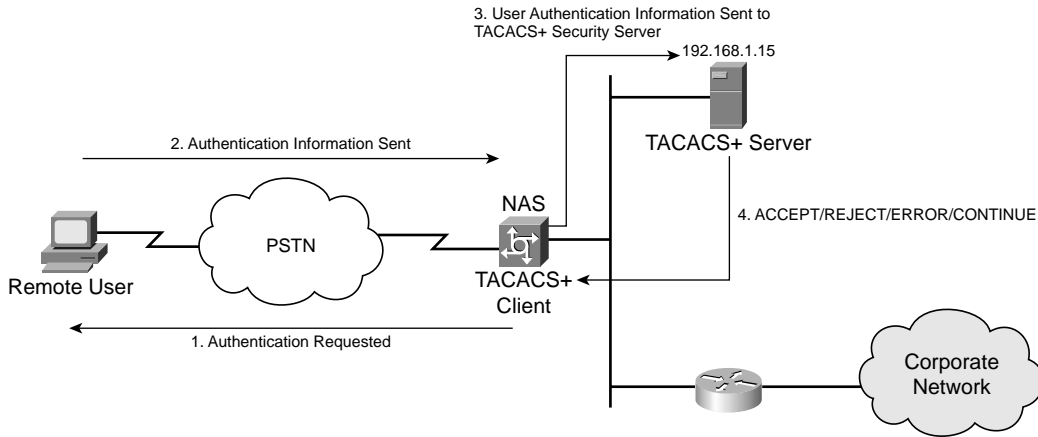 3. User Authentication Information Sent to
TACACS+ Security Server
192.168.1.15
TACACS+ Server
2. Authentication Information Sent
NAS
4. ACCEPT/REJECT/ERROR/CONTINUE
PSTN
Remote User
TACACS+
Client
1. Authentication Requested
Corporate
Network